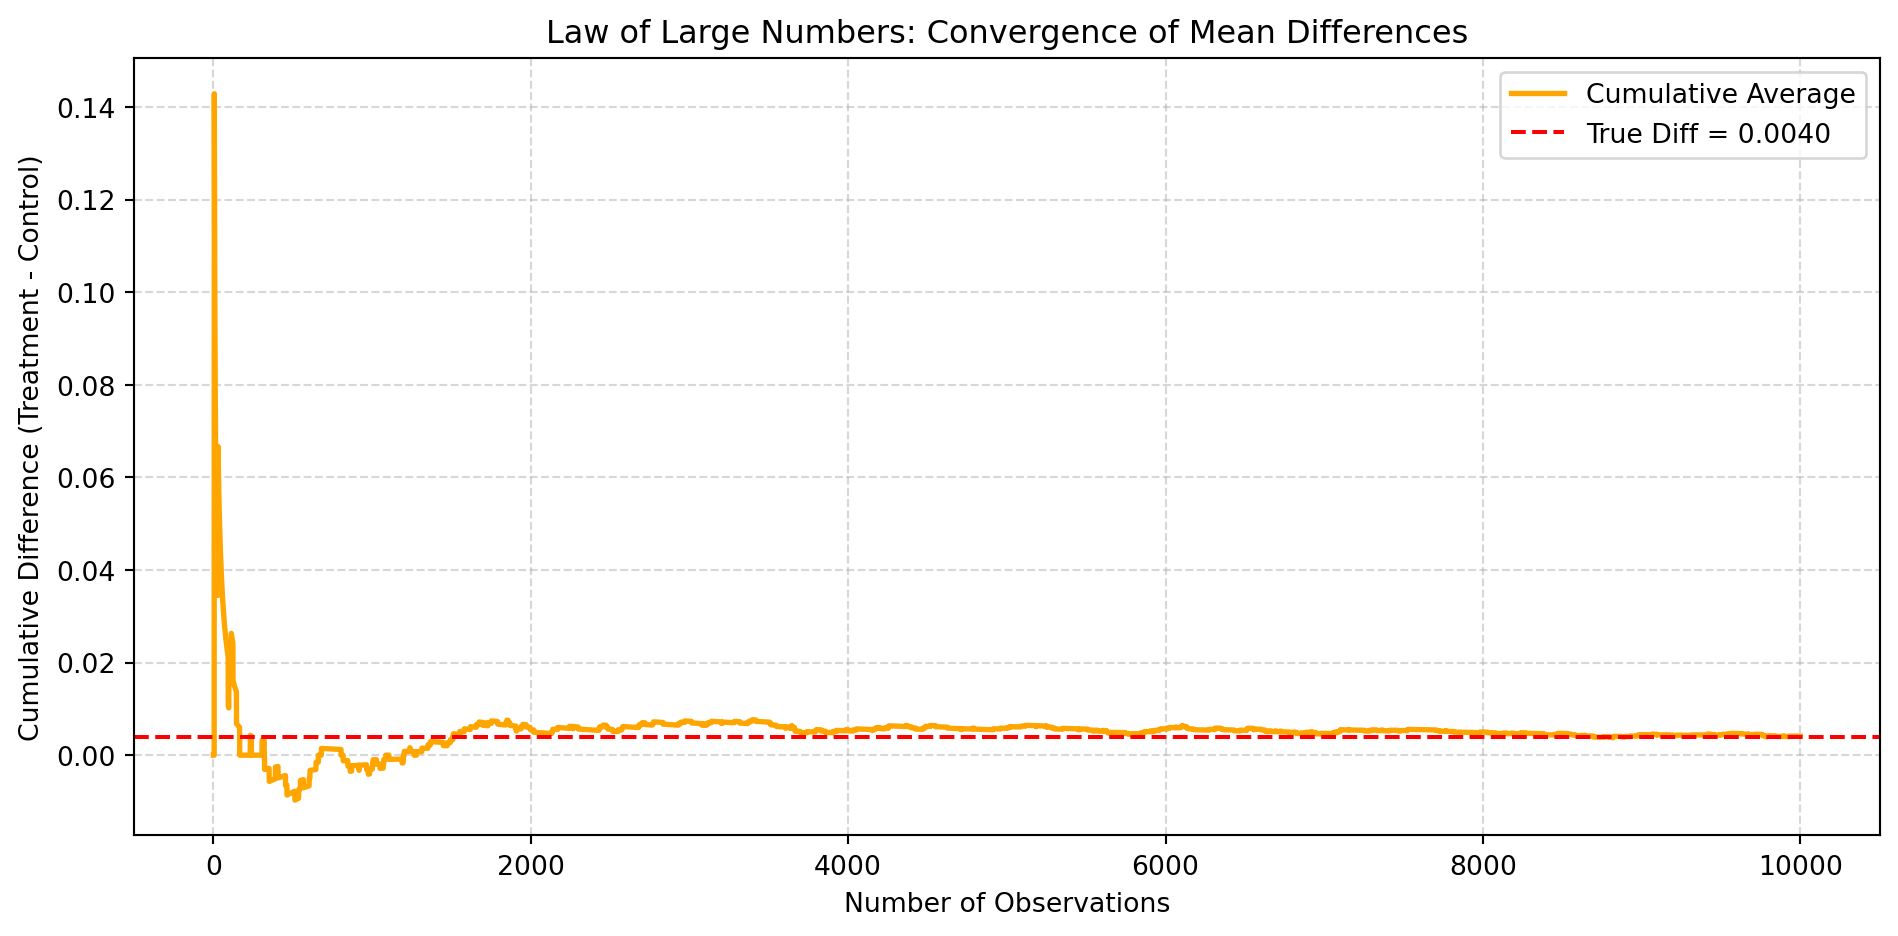 Law of Large Numbers: Convergence of Mean Differences
Cumulative Average
True Diff = 0.0040
Cumulative Difference (Treatment - Control)
0.14
0.12
0.10
0.08
0.06
0.04
0.02
0.00
0 2000 4000 6000 8000 10000
Number of Observations